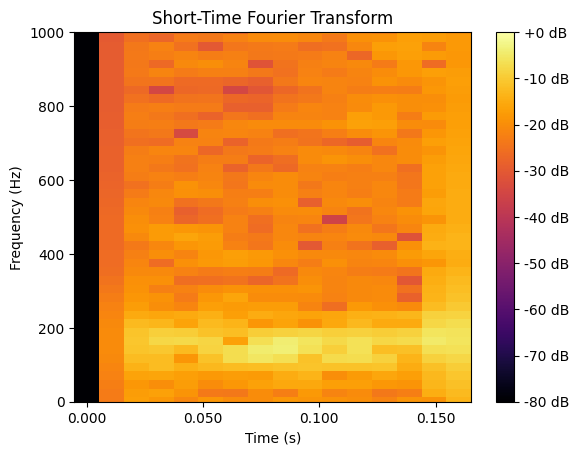 Short-Time Fourier Transform
Frequency (Hz)
1000
800
600
400
200
0
0.000
0.050
0.100
0.150
Time (s)
+0 dB
-10 dB
-20 dB
-30 dB
-40 dB
-50 dB
-60 dB
-70 dB
-80 dB